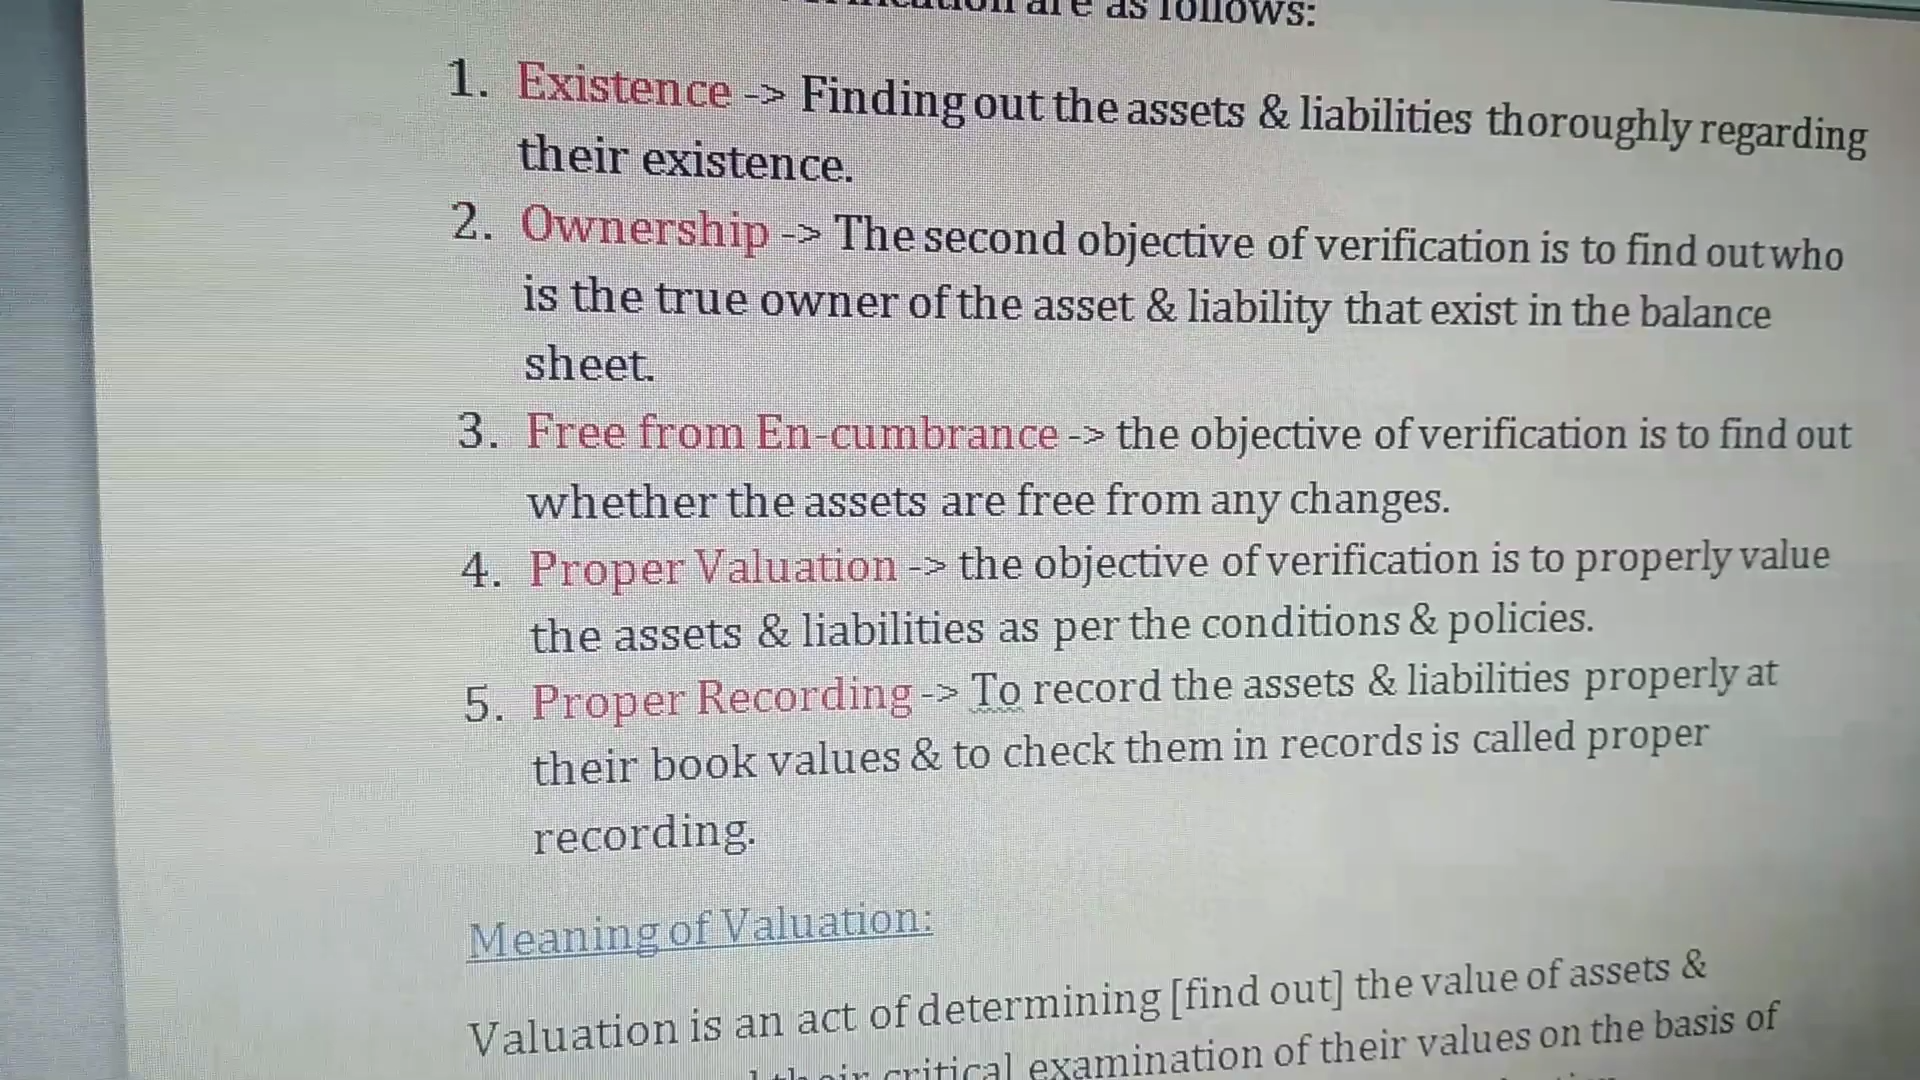 are as follows:
1. Existence -> Finding out the assets & liabilities thoroughly regarding
their existence.
2. Ownership -> The second objective of verification is to find out who
is the true owner of the asset & liability that exist in the balance
sheet.
3. Free from En-cumbrance -> the objective of verification is to find out
whether the assets are free from any changes.
4. Proper Valuation -> the objective of verification is to properly value
the assets & liabilities as per the conditions & policies.
5. Proper Recording -> To record the assets & liabilities properly at
their book values & to check them in records is called proper
recording.
Meaning of Valuation:
Valuation is an act of determining [find out] the value of assets &
their critical examination of their values on the basis of